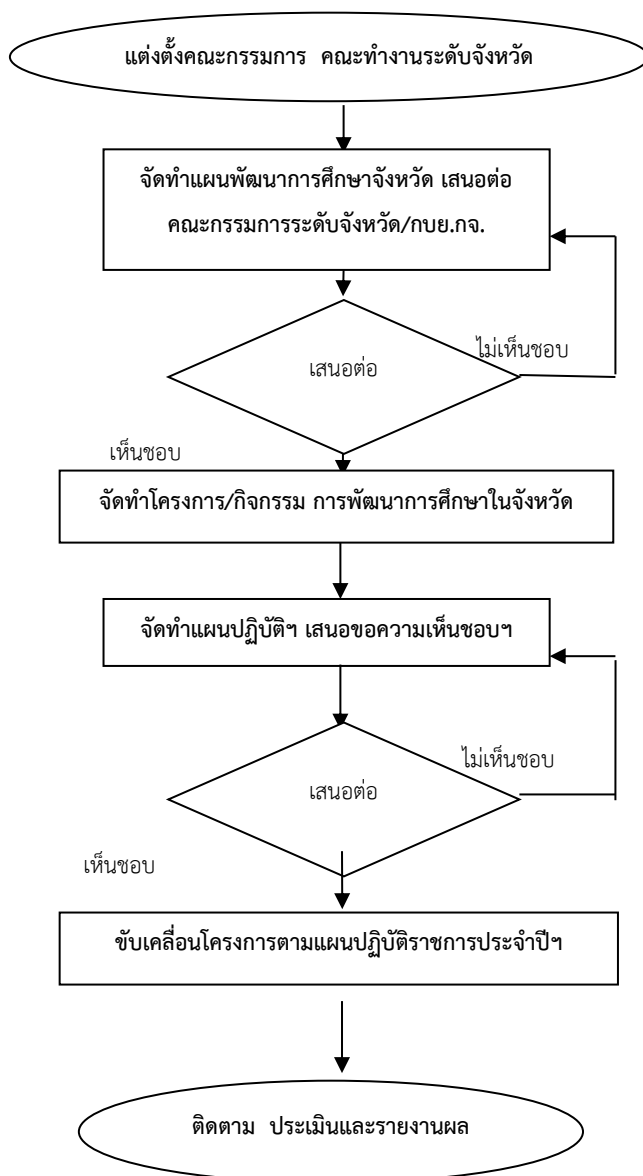 แต่งตั้งคณะกรรมการ  คณะทำงานระดับจังหวัด
จัดทำแผนพัฒนาการศึกษาจังหวัด เสนอต่อ
คณะกรรมการระดับจังหวัด/กบย.กจ.
ไม่เห็นชอบ
เสนอต่อ
เห็นชอบ
จัดทำโครงการ/กิจกรรม การพัฒนาการศึกษาในจังหวัด
จัดทำแผนปฏิบัติฯ เสนอขอความเห็นชอบฯ
ไม่เห็นชอบ
เสนอต่อ
เห็นชอบ
ขับเคลื่อนโครงการตามแผนปฏิบัติราชการประจำปีฯ
ติดตาม  ประเมินและรายงานผล